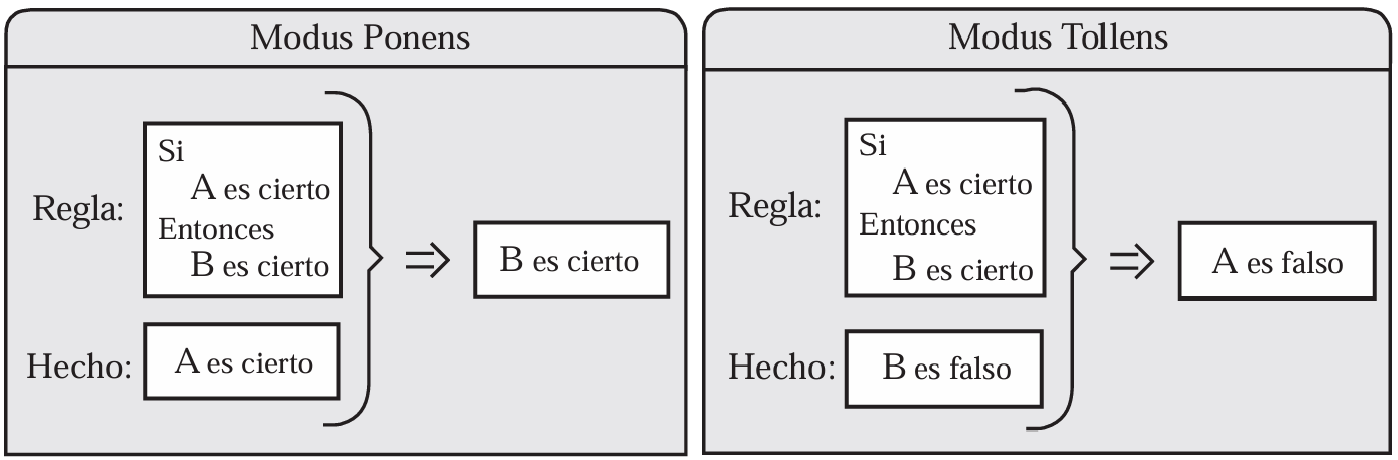 Modus Ponens
Regla:
Si
A es cierto
Entonces
B es cierto
Hecho:
A es cierto
B es cierto
Modus Tollens
Regla:
Si
A es cierto
Entonces
B es cierto
Hecho:
B es falso
A es falso